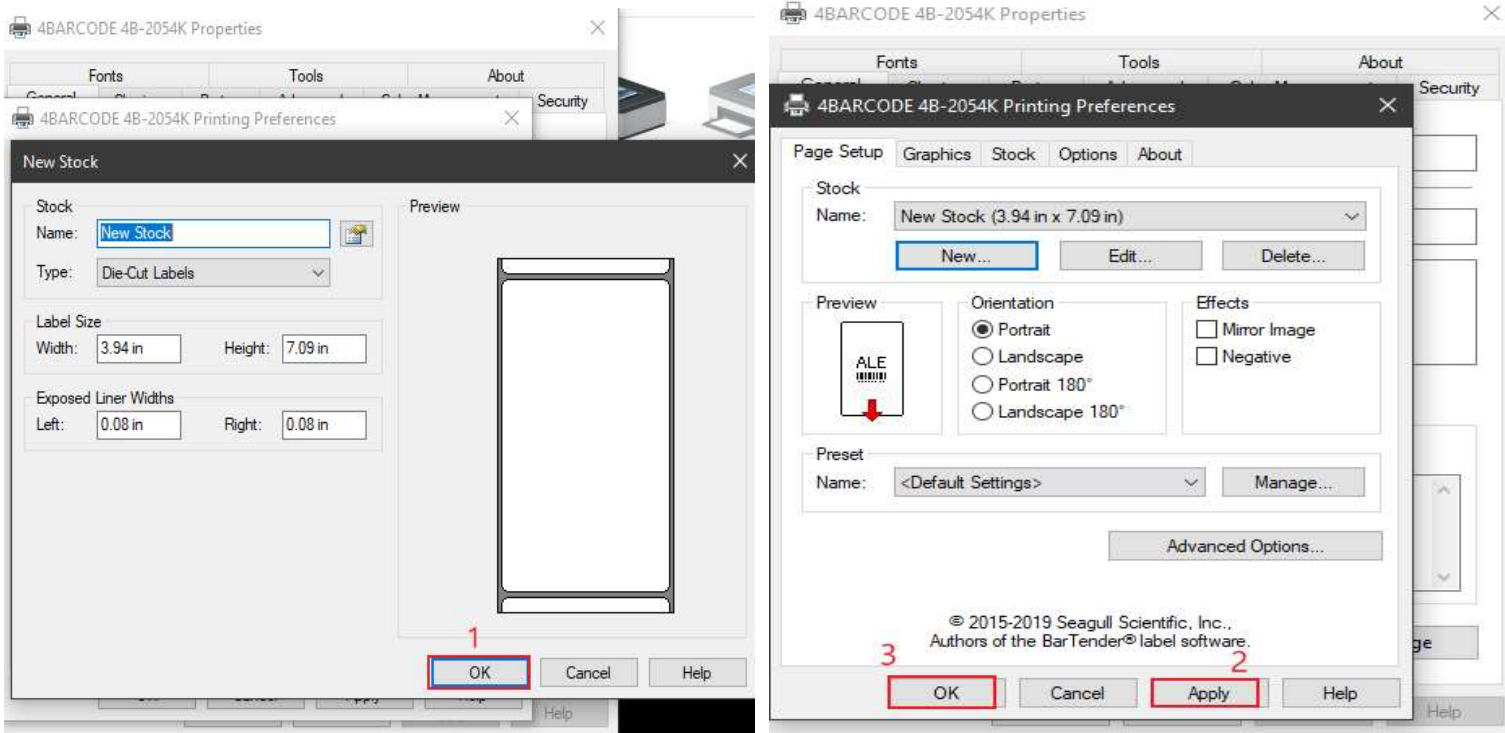 4BARCODE 4B-2054K Properties
Fonts Tools About
General Security
4BARCODE 4B-2054K Printing Preferences
New Stock
Stock
Name: New Stock
Type: Die-Cut Labels
Label Size
Width: 3.94 in Height: 7.09 in
Exposed Liner Widths
Left: 0.08 in Right: 0.08 in
Preview
1
OK Cancel Help
Help
4BARCODE 4B-2054K Properties
Fonts Tools About
Security
4BARCODE 4B-2054K Printing Preferences
Page Setup Graphics Stock Options About
Stock
Name: New Stock (3.94 in x 7.09 in)
New... Edit... Delete...
Preview
ALE
Orientation
Portrait
Landscape
Portrait 180°
Landscape 180°
Effects
Mirror Image
Negative
Preset
Name: <Default Settings> Manage...
Advanced Options...
© 2015-2019 Seagull Scientific, Inc.,
Authors of the BarTender® label software.
3 2
OK Cancel Apply Help
ge
Help